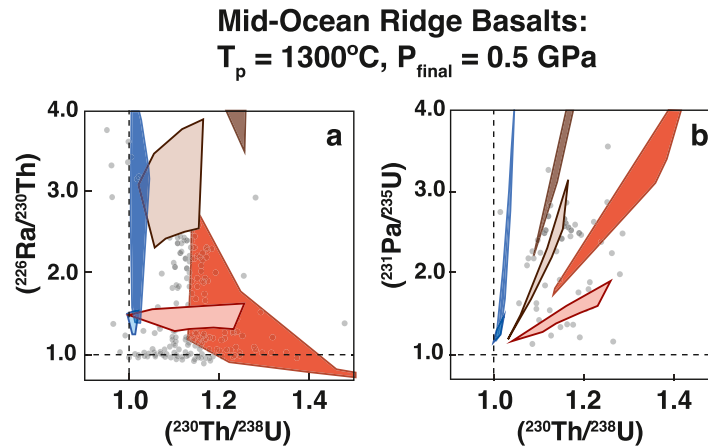 Mid-Ocean Ridge Basalts:
Tp = 1300ºC, Pfinal = 0.5 GPa
a
4.0
3.0
2.0
1.0
(²²⁶Ra/²³⁰Th)
1.0
1.2
1.4
(²³⁰Th/²³⁸U)
b
4.0
3.0
2.0
1.0
(²³¹Pa/²³⁵U)
1.0
1.2
1.4
(²³⁰Th/²³⁸U)